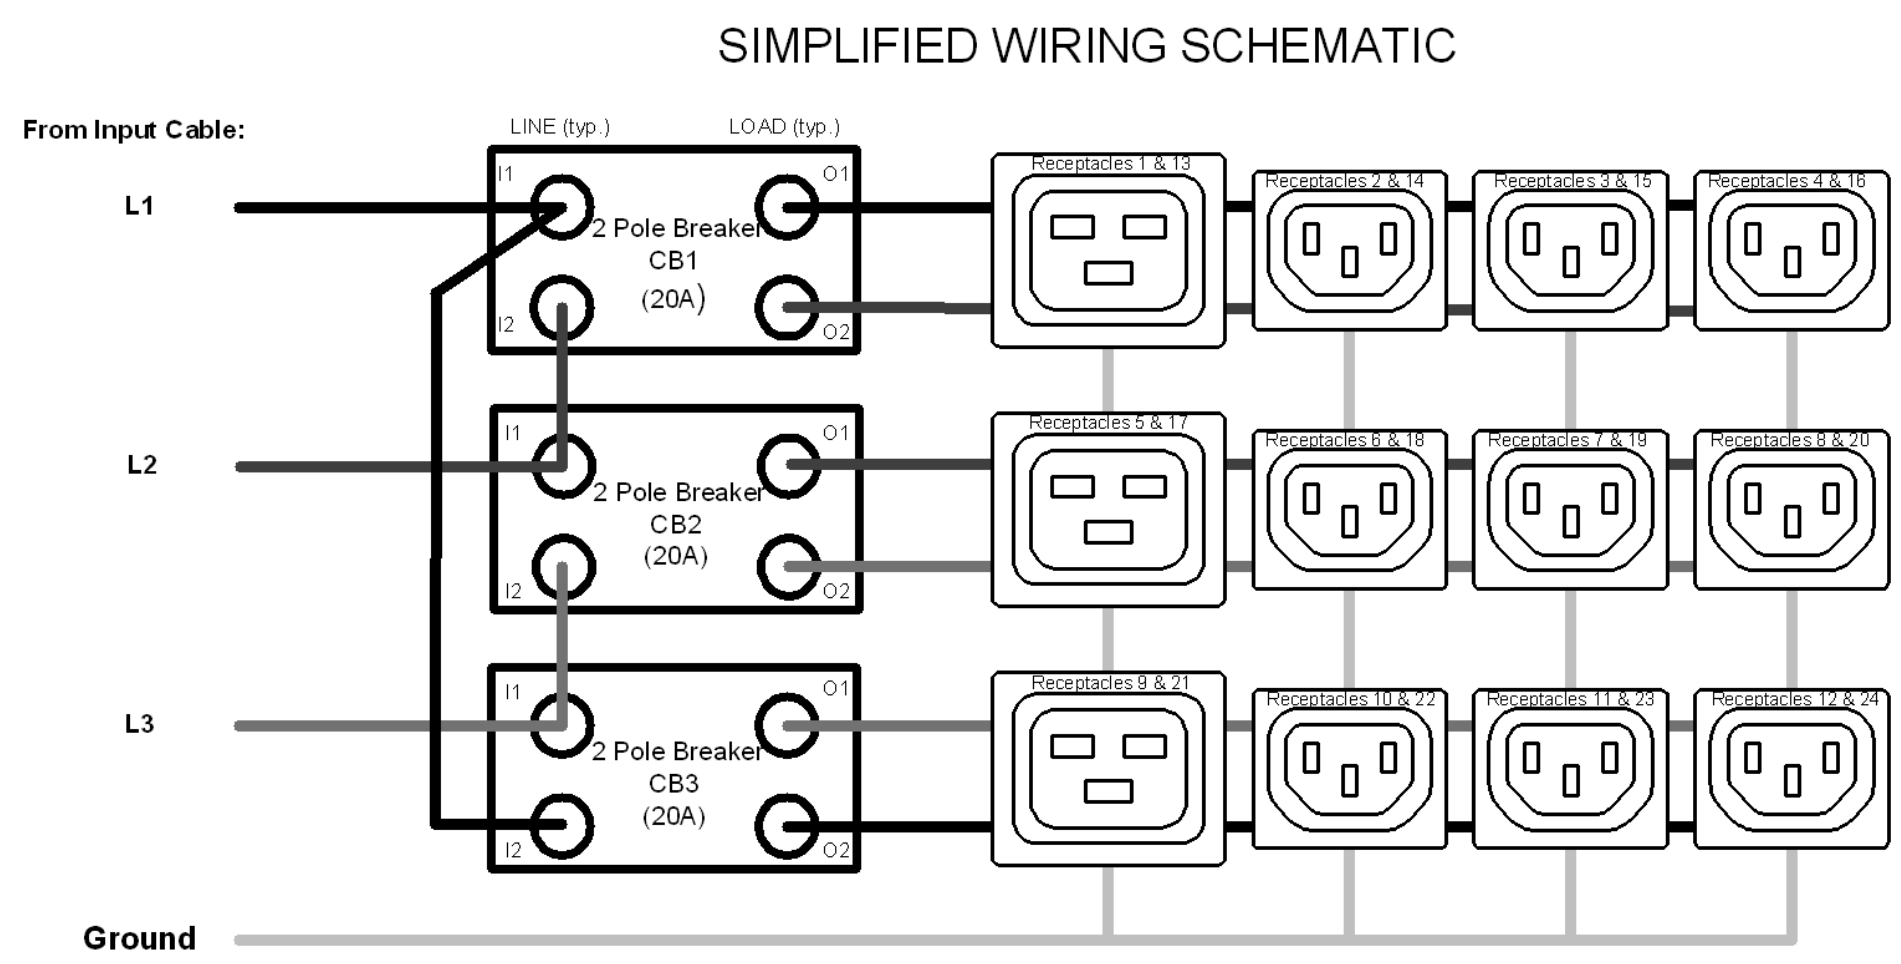 SIMPLIFIED WIRING SCHEMATIC
From Input Cable:
LINE (typ.)
LOAD (typ.)
L1
I1
O1
2 Pole Breaker
CB1
(20A)
I2
O2
Receptacles 1 & 13
Receptacles 2 & 14
Receptacles 3 & 15
Receptacles 4 & 16
L2
I1
O1
2 Pole Breaker
CB2
(20A)
I2
O2
Receptacles 5 & 17
Receptacles 6 & 18
Receptacles 7 & 19
Receptacles 8 & 20
L3
I1
O1
2 Pole Breaker
CB3
(20A)
I2
O2
Receptacles 9 & 21
Receptacles 10 & 22
Receptacles 11 & 23
Receptacles 12 & 24
Ground